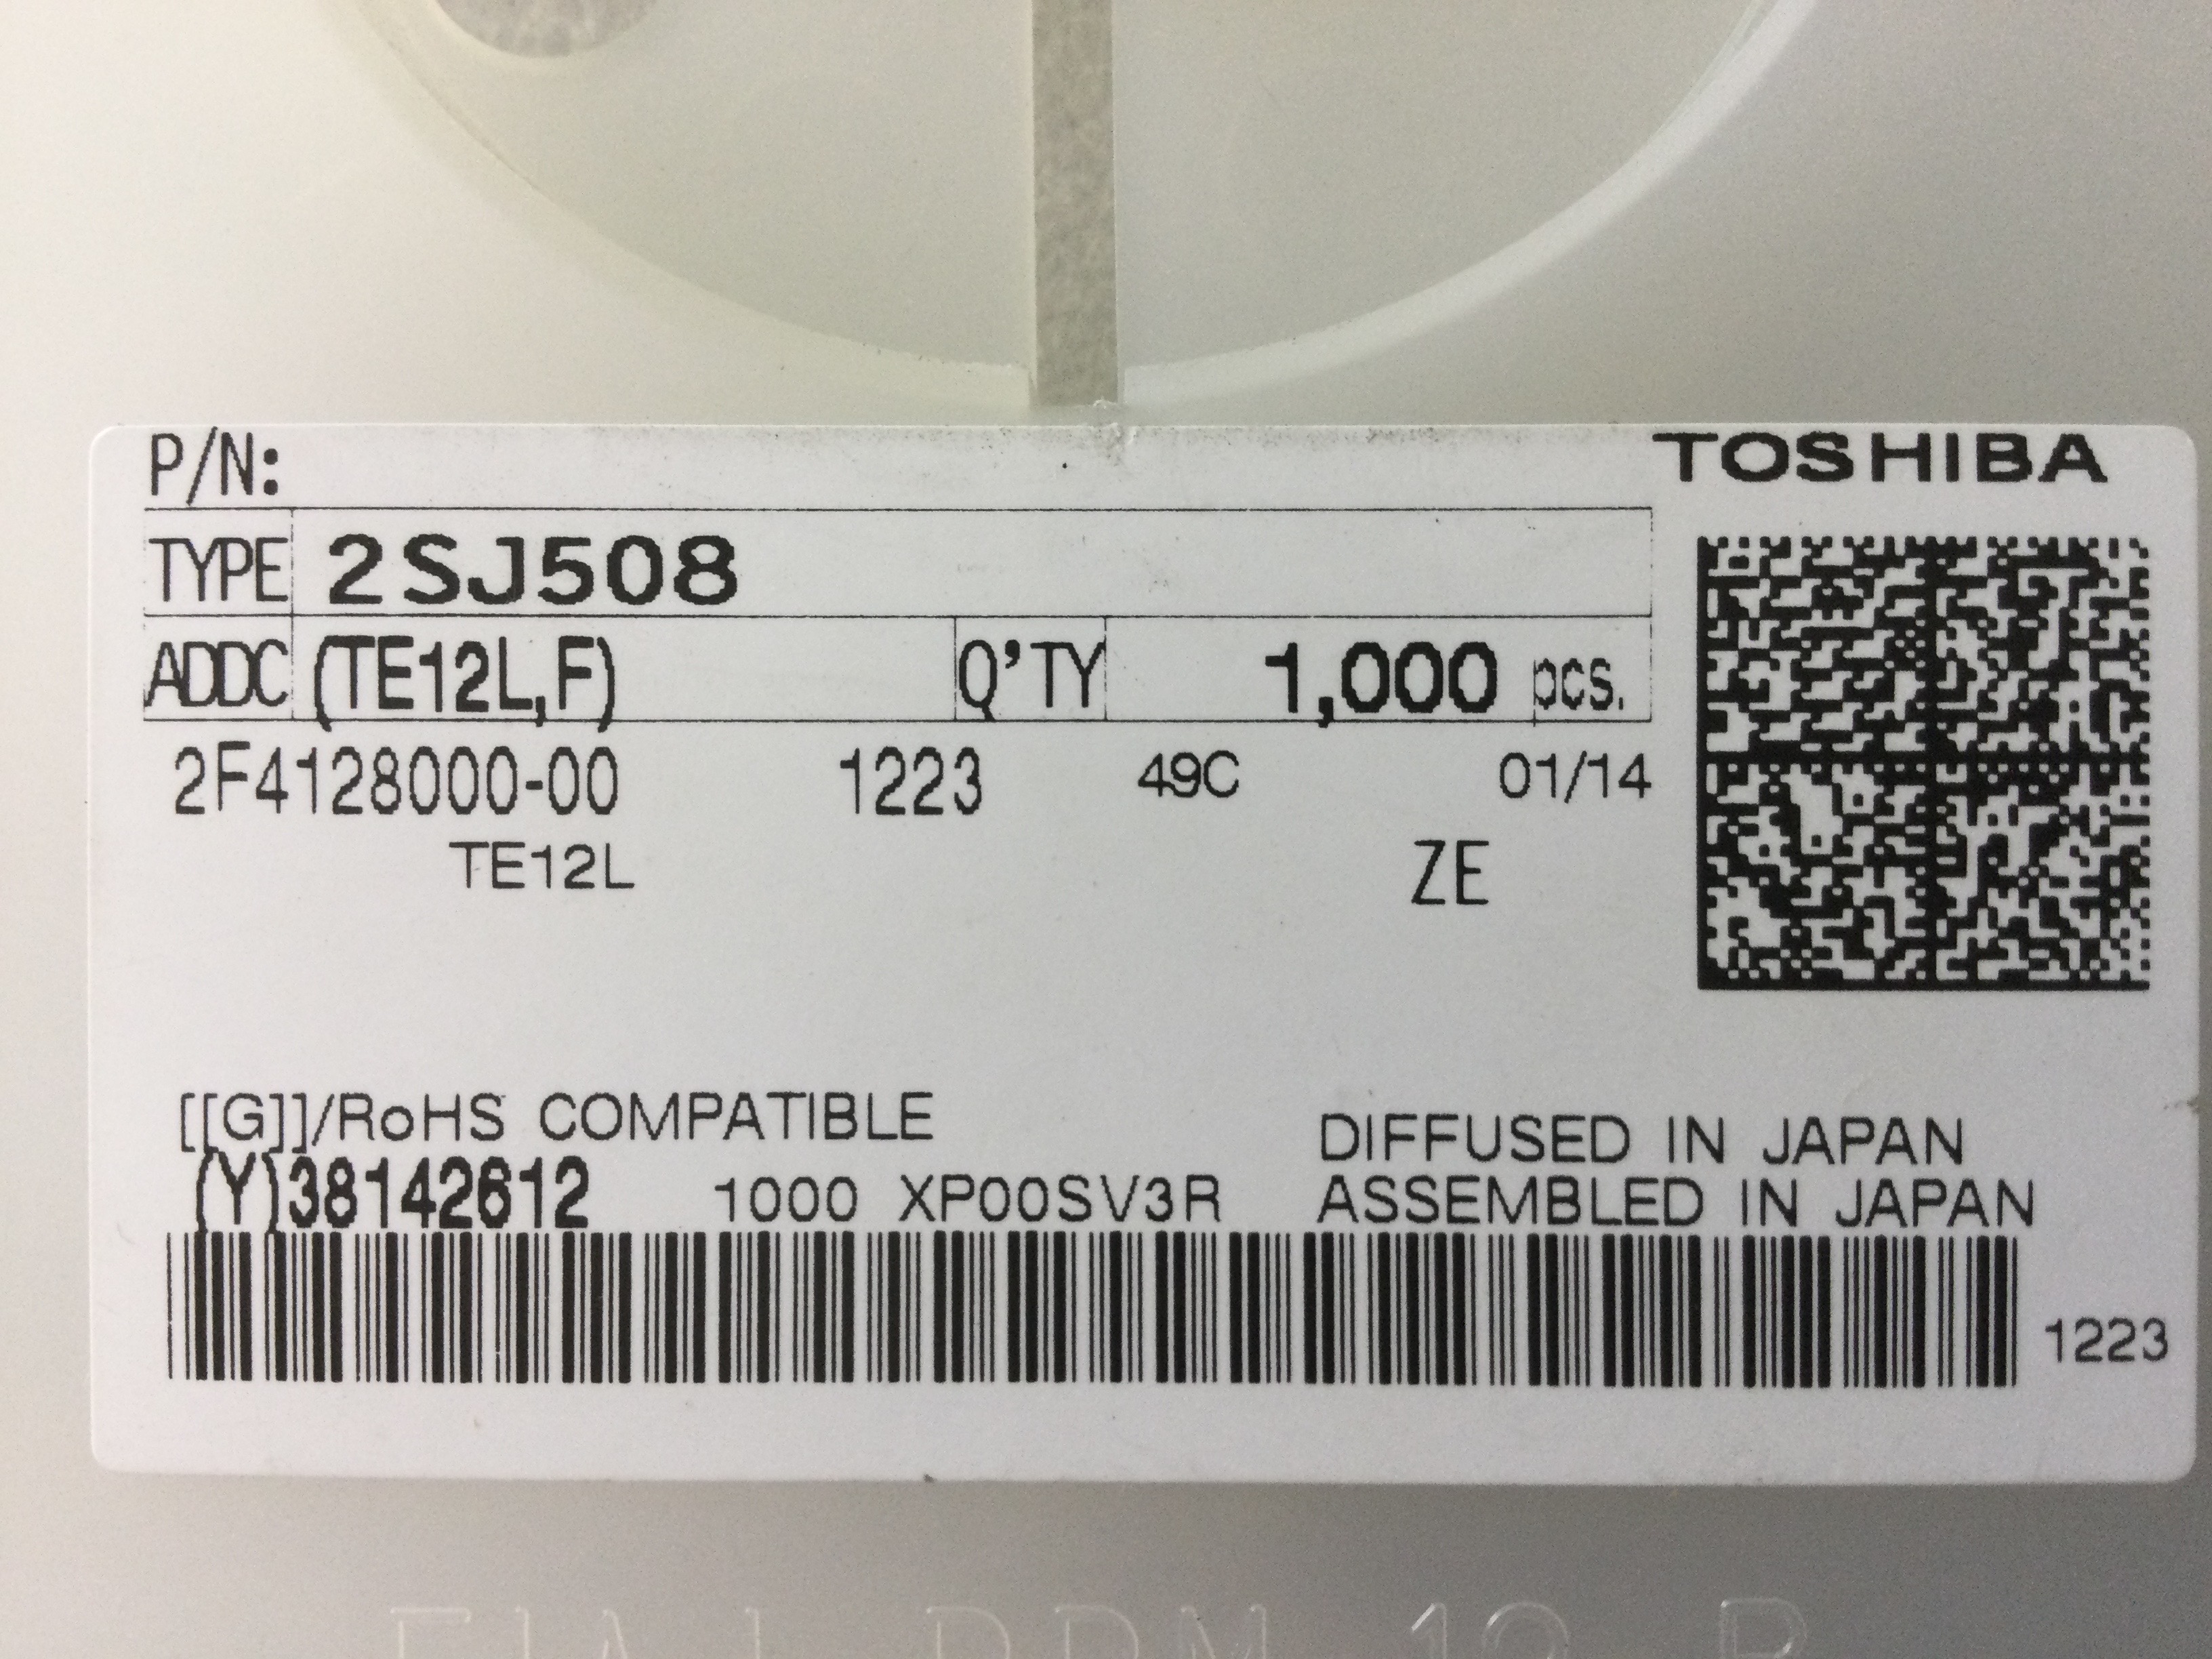 P/N:
TOSHIBA
TYPE 2SJ508
ADDC (TE12L,F) Q'TY 1,000 pcs.
2F4128000-00 1223 49C 01/14
TE12L ZE
[[G]]/RoHS COMPATIBLE
DIFFUSED IN JAPAN
(Y)38142612 1000 XP00SV3R
ASSEMBLED IN JAPAN
1223